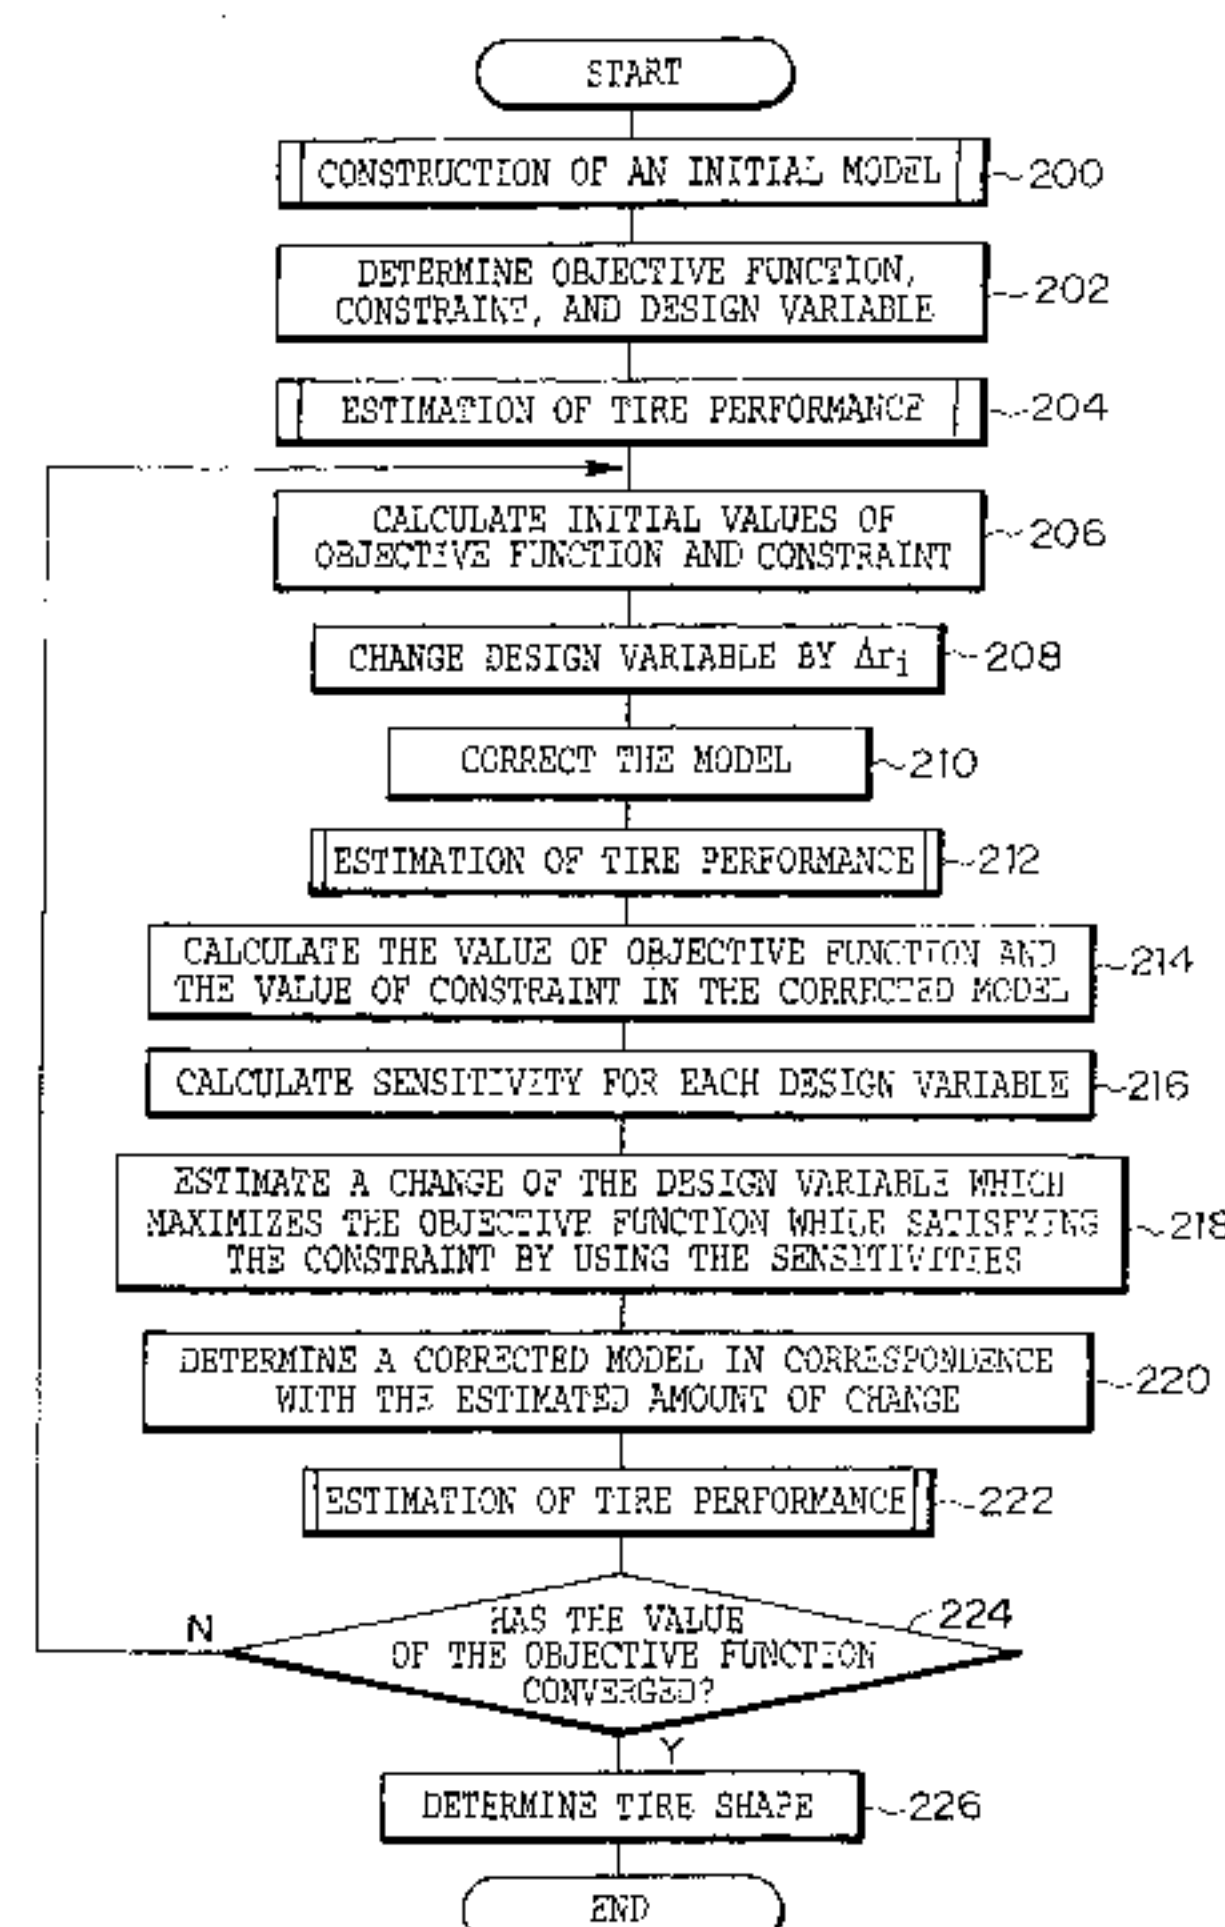 START
CONSTRUCTION OF AN INITIAL MODEL
200
DETERMINE OBJECTIVE FUNCTION,
CONSTRAINT, AND DESIGN VARIABLE
202
ESTIMATION OF TIRE PERFORMANCE
204
CALCULATE INITIAL VALUES OF
OBJECTIVE FUNCTION AND CONSTRAINT
206
CHANGE DESIGN VARIABLE BY Δri
208
CORRECT THE MODEL
210
ESTIMATION OF TIRE PERFORMANCE
212
CALCULATE THE VALUE OF OBJECTIVE FUNCTION AND
THE VALUE OF CONSTRAINT IN THE CORRECTED MODEL
214
CALCULATE SENSITIVITY FOR EACH DESIGN VARIABLE
216
ESTIMATE A CHANGE OF THE DESIGN VARIABLE WHICH
MAXIMIZES THE OBJECTIVE FUNCTION WHILE SATISFYING
THE CONSTRAINT BY USING THE SENSITIVITIES
218
DETERMINE A CORRECTED MODEL IN CORRESPONDENCE
WITH THE ESTIMATED AMOUNT OF CHANGE
220
ESTIMATION OF TIRE PERFORMANCE
222
HAS THE VALUE
OF THE OBJECTIVE FUNCTION
CONVERGED?
224
N
Y
DETERMINE TIRE SHAPE
226
END